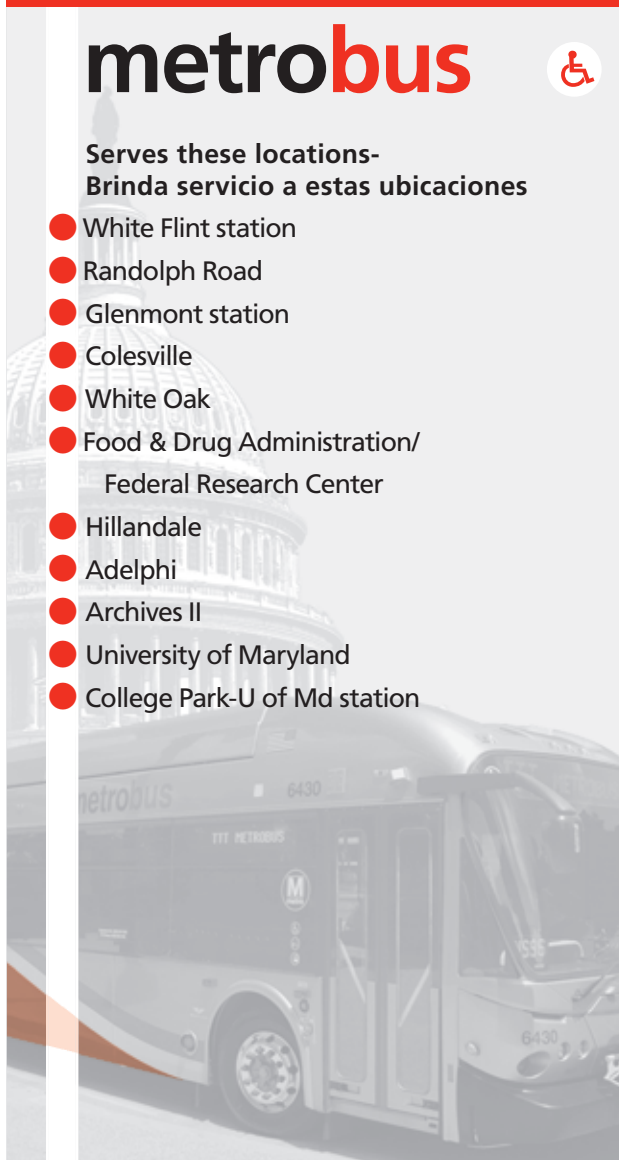 metrobus
Serves these locations-
Brinda servicio a estas ubicaciones
White Flint station
Randolph Road
Glenmont station
Colesville
White Oak
Food & Drug Administration/
Federal Research Center
Hillandale
Adelphi
Archives II
University of Maryland
College Park-U of Md station
metrobus
6430
TYT METROBUS
M
6430